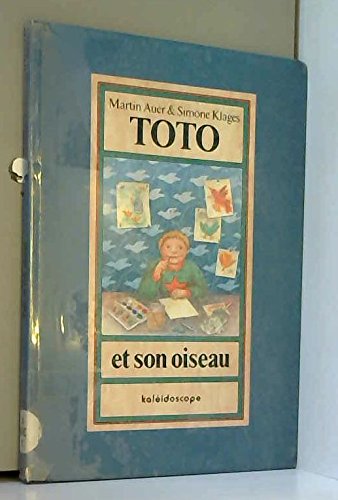 Martin Auer & Simone Klages
TOTO
et son oiseau
kaléidoscope